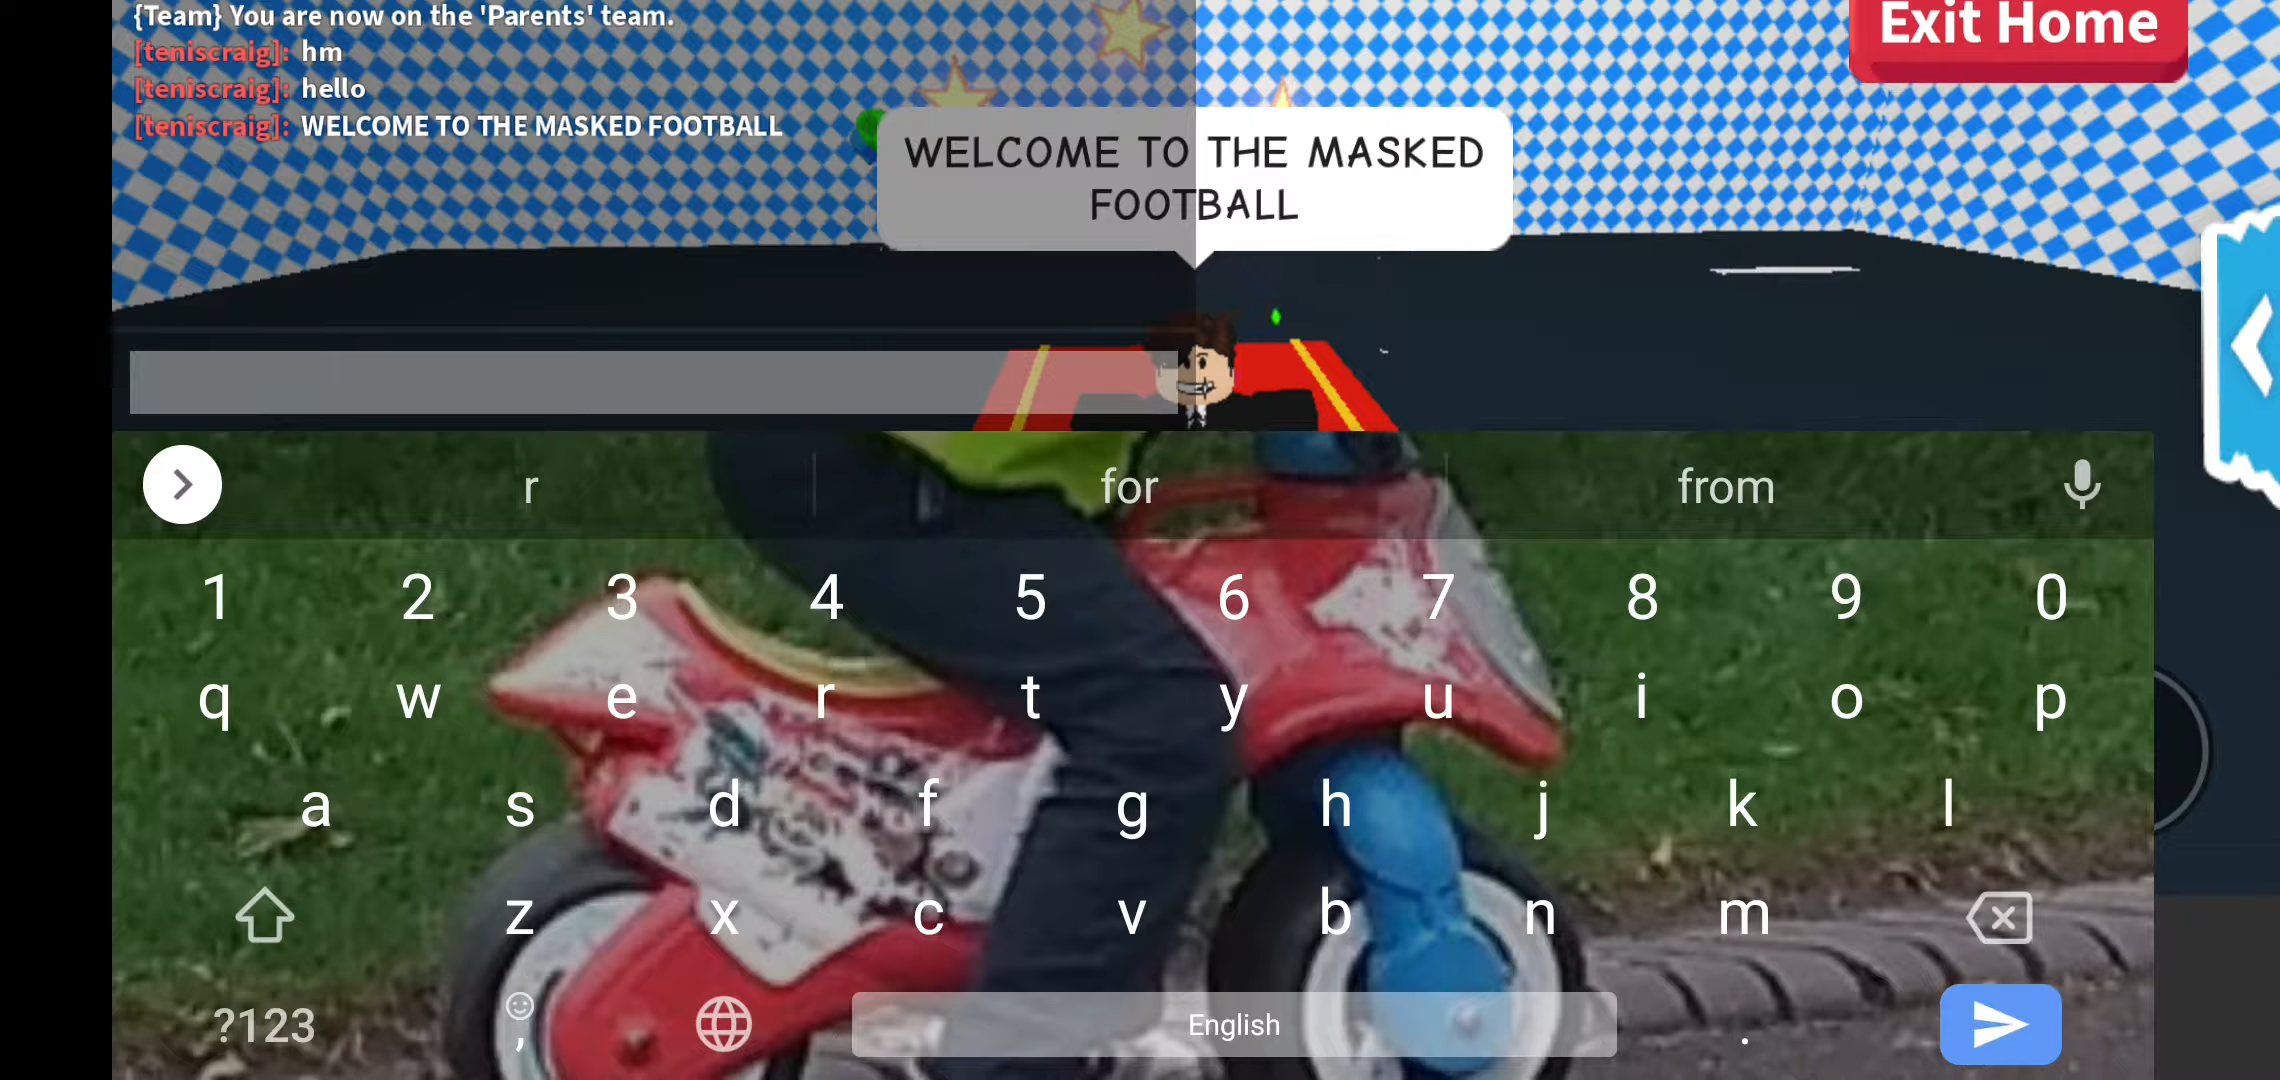 {Team} You are now on the 'Parents' team.
[teniscraig]: hm
[teniscraig]: hello
[teniscraig]: WELCOME TO THE MASKED FOOTBALL
Exit Home
WELCOME TO THE MASKED
FOOTBALL
r for from
1 2 3 4 5 6 7 8 9 0
q w e r t y u i o p
a s d f g h j k l
z x c v b n m
?123 , English .